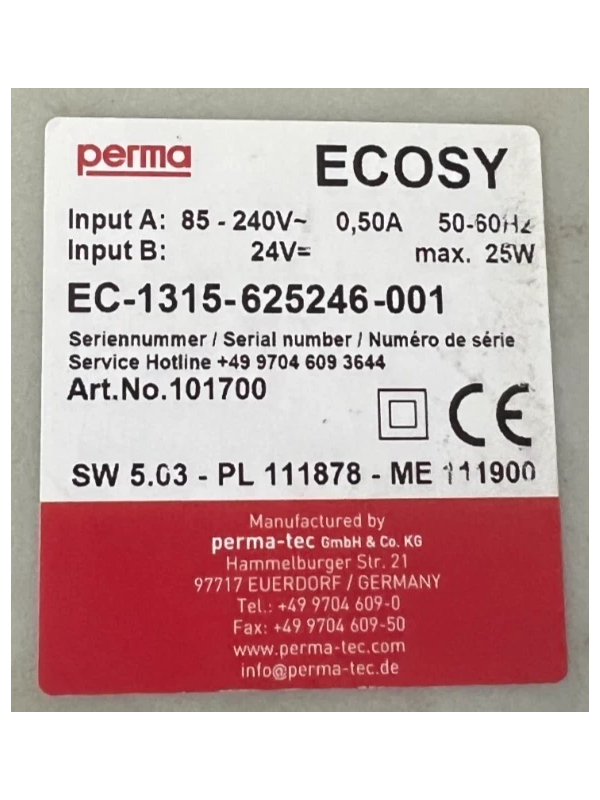 perma
ECOSY
Input A: 85 - 240V~ 0,50A 50-60Hz
Input B: 24V= max. 25W
EC-1315-625246-001
Seriennummer / Serial number / Numéro de série
Service Hotline +49 9704 609 3644
Art.No.101700
CE
SW 5.03 - PL 111878 - ME 111900
Manufactured by
perma-tec GmbH & Co. KG
Hammelburger Str. 21
97717 EUERDORF / GERMANY
Tel.: +49 9704 609-0
Fax: +49 9704 609-50
www.perma-tec.com
info@perma-tec.de